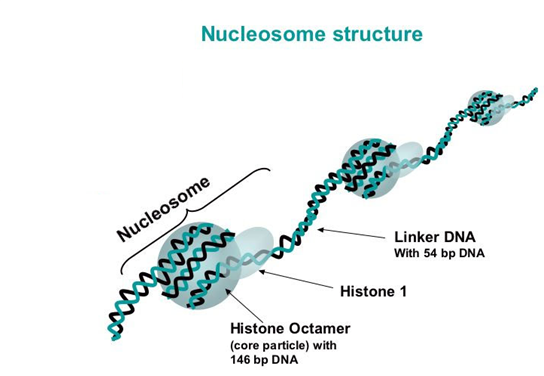 Nucleosome structure
Nucleosome
Linker DNA
With 54 bp DNA
Histone 1
Histone Octamer
(core particle) with
146 bp DNA